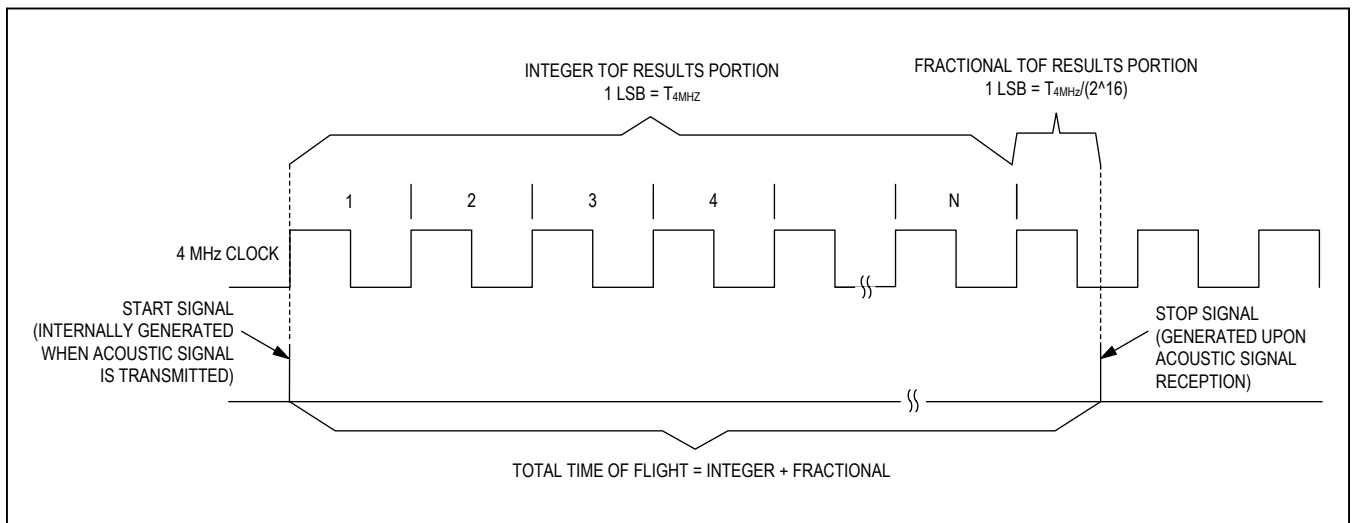 INTEGER TOF RESULTS PORTION
1 LSB = T4MHZ
FRACTIONAL TOF RESULTS PORTION
1 LSB = T4MHz/(2^16)
1
2
3
4
N
4 MHz CLOCK
START SIGNAL
(INTERNALLY GENERATED
WHEN ACOUSTIC SIGNAL
IS TRANSMITTED)
STOP SIGNAL
(GENERATED UPON
ACOUSTIC SIGNAL
RECEPTION)
TOTAL TIME OF FLIGHT = INTEGER + FRACTIONAL